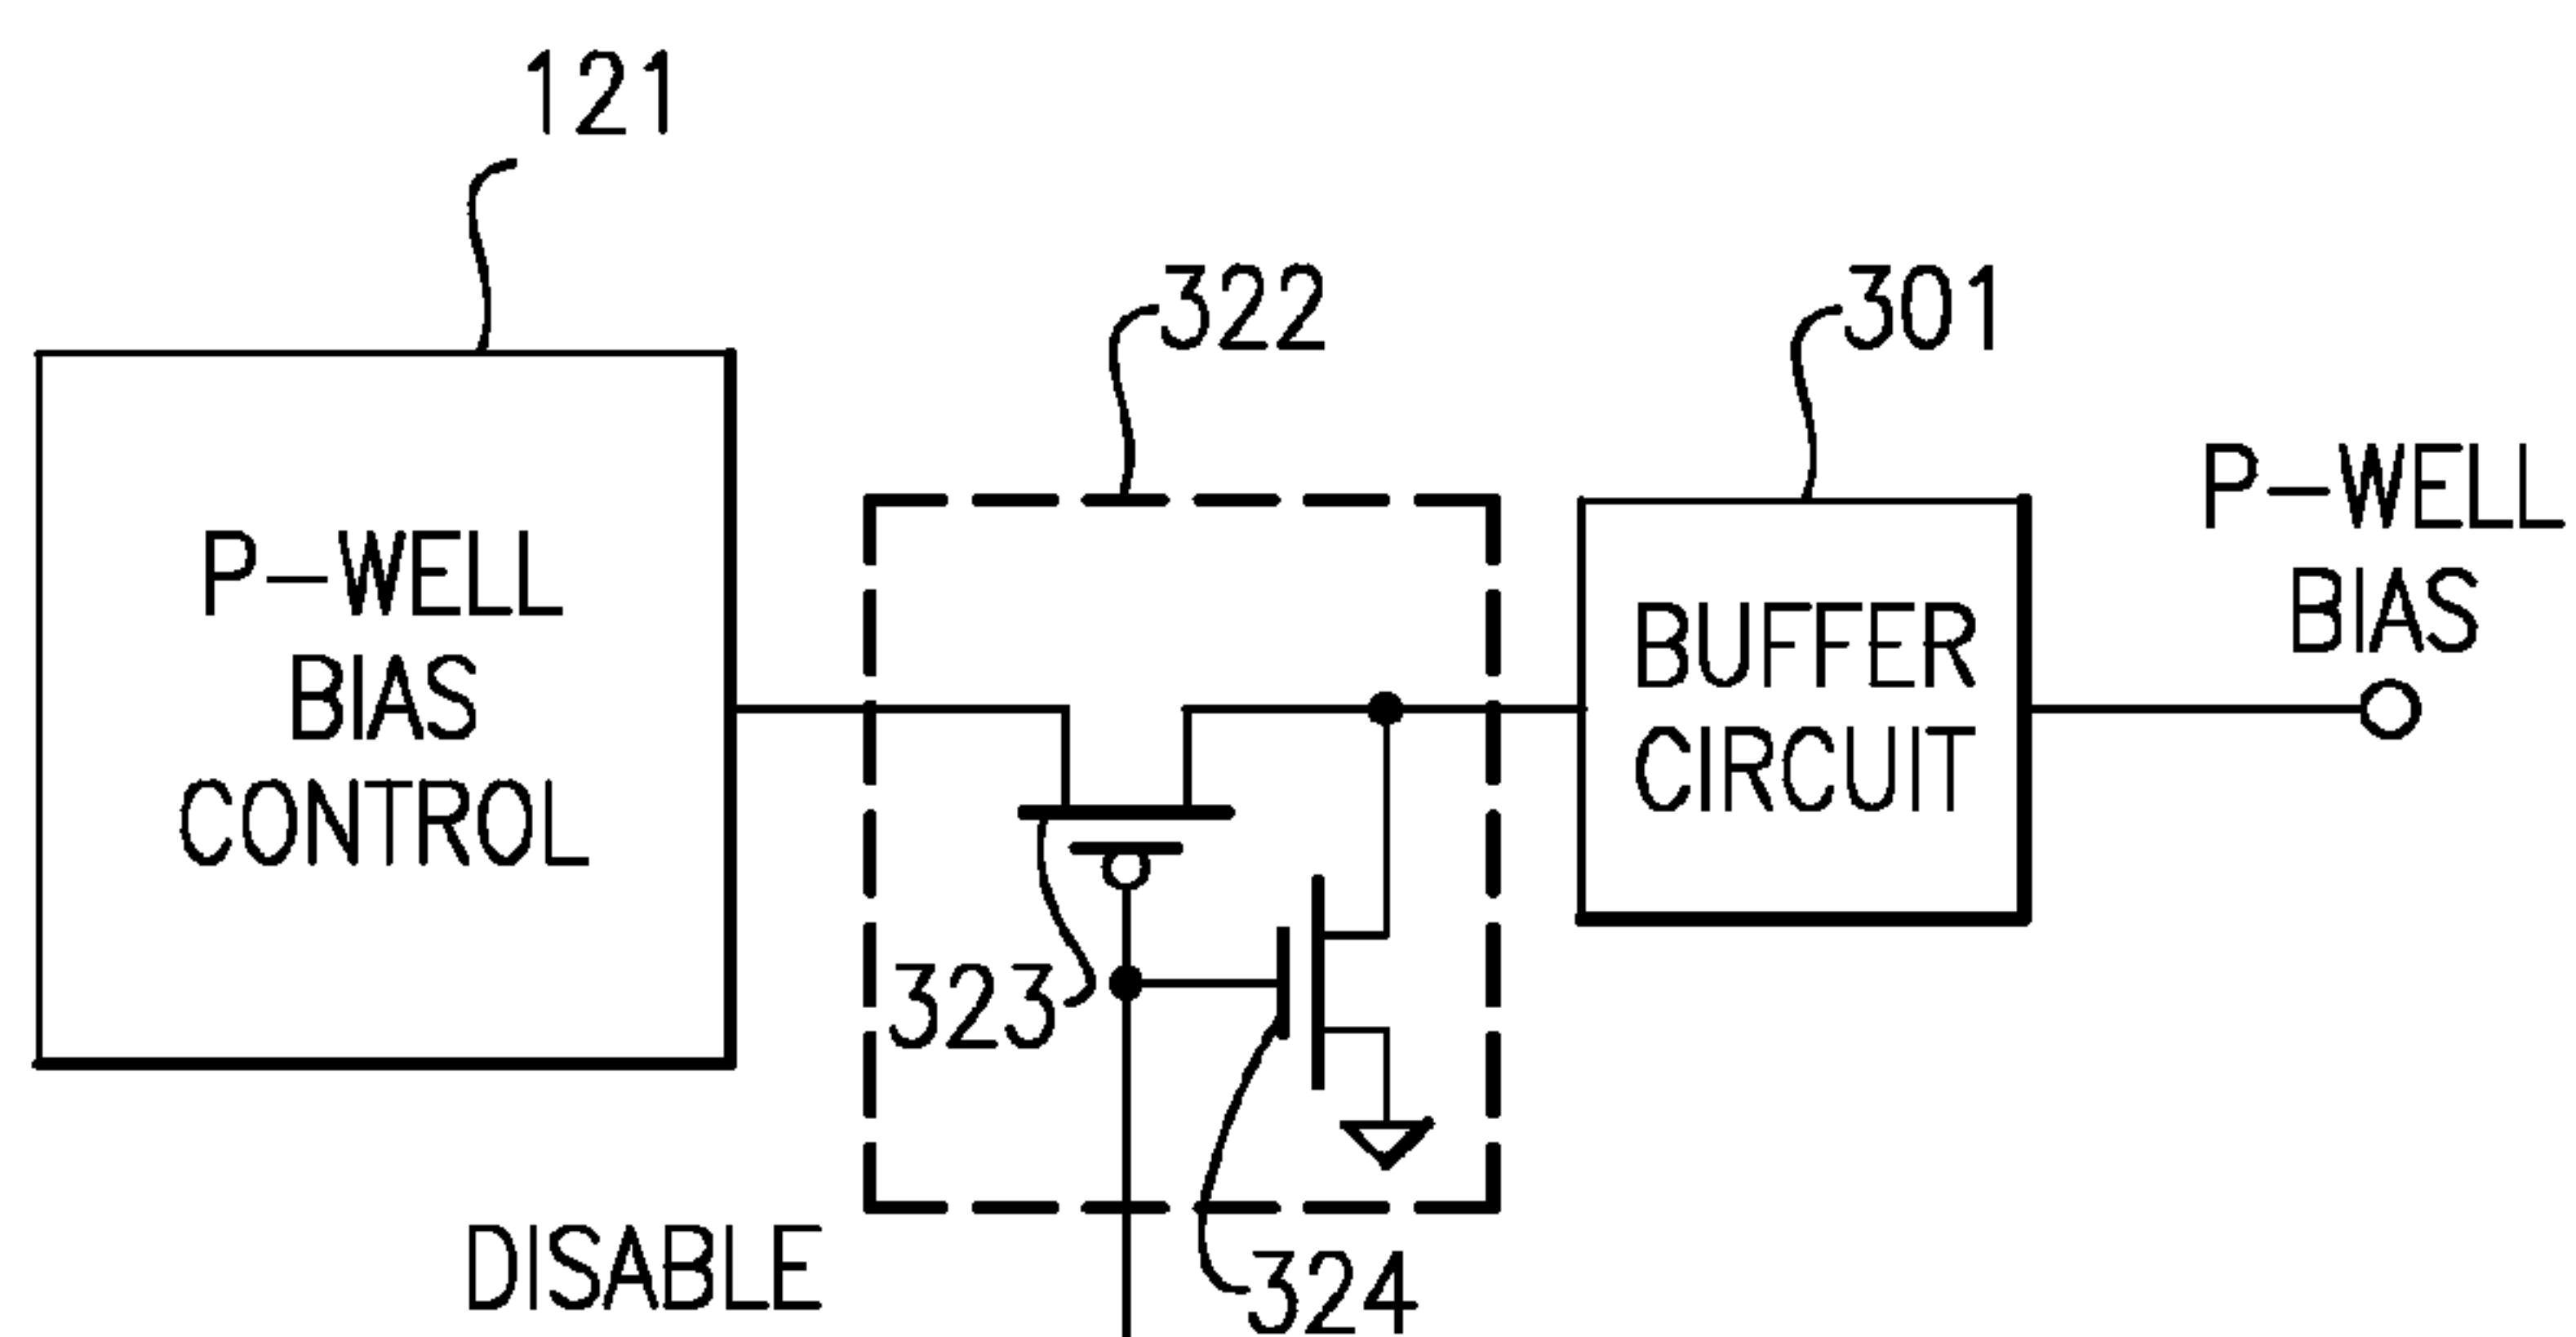 121
322
301
P-WELL
BIAS
CONTROL
BUFFER
CIRCUIT
P-WELL
BIAS
323
324
DISABLE